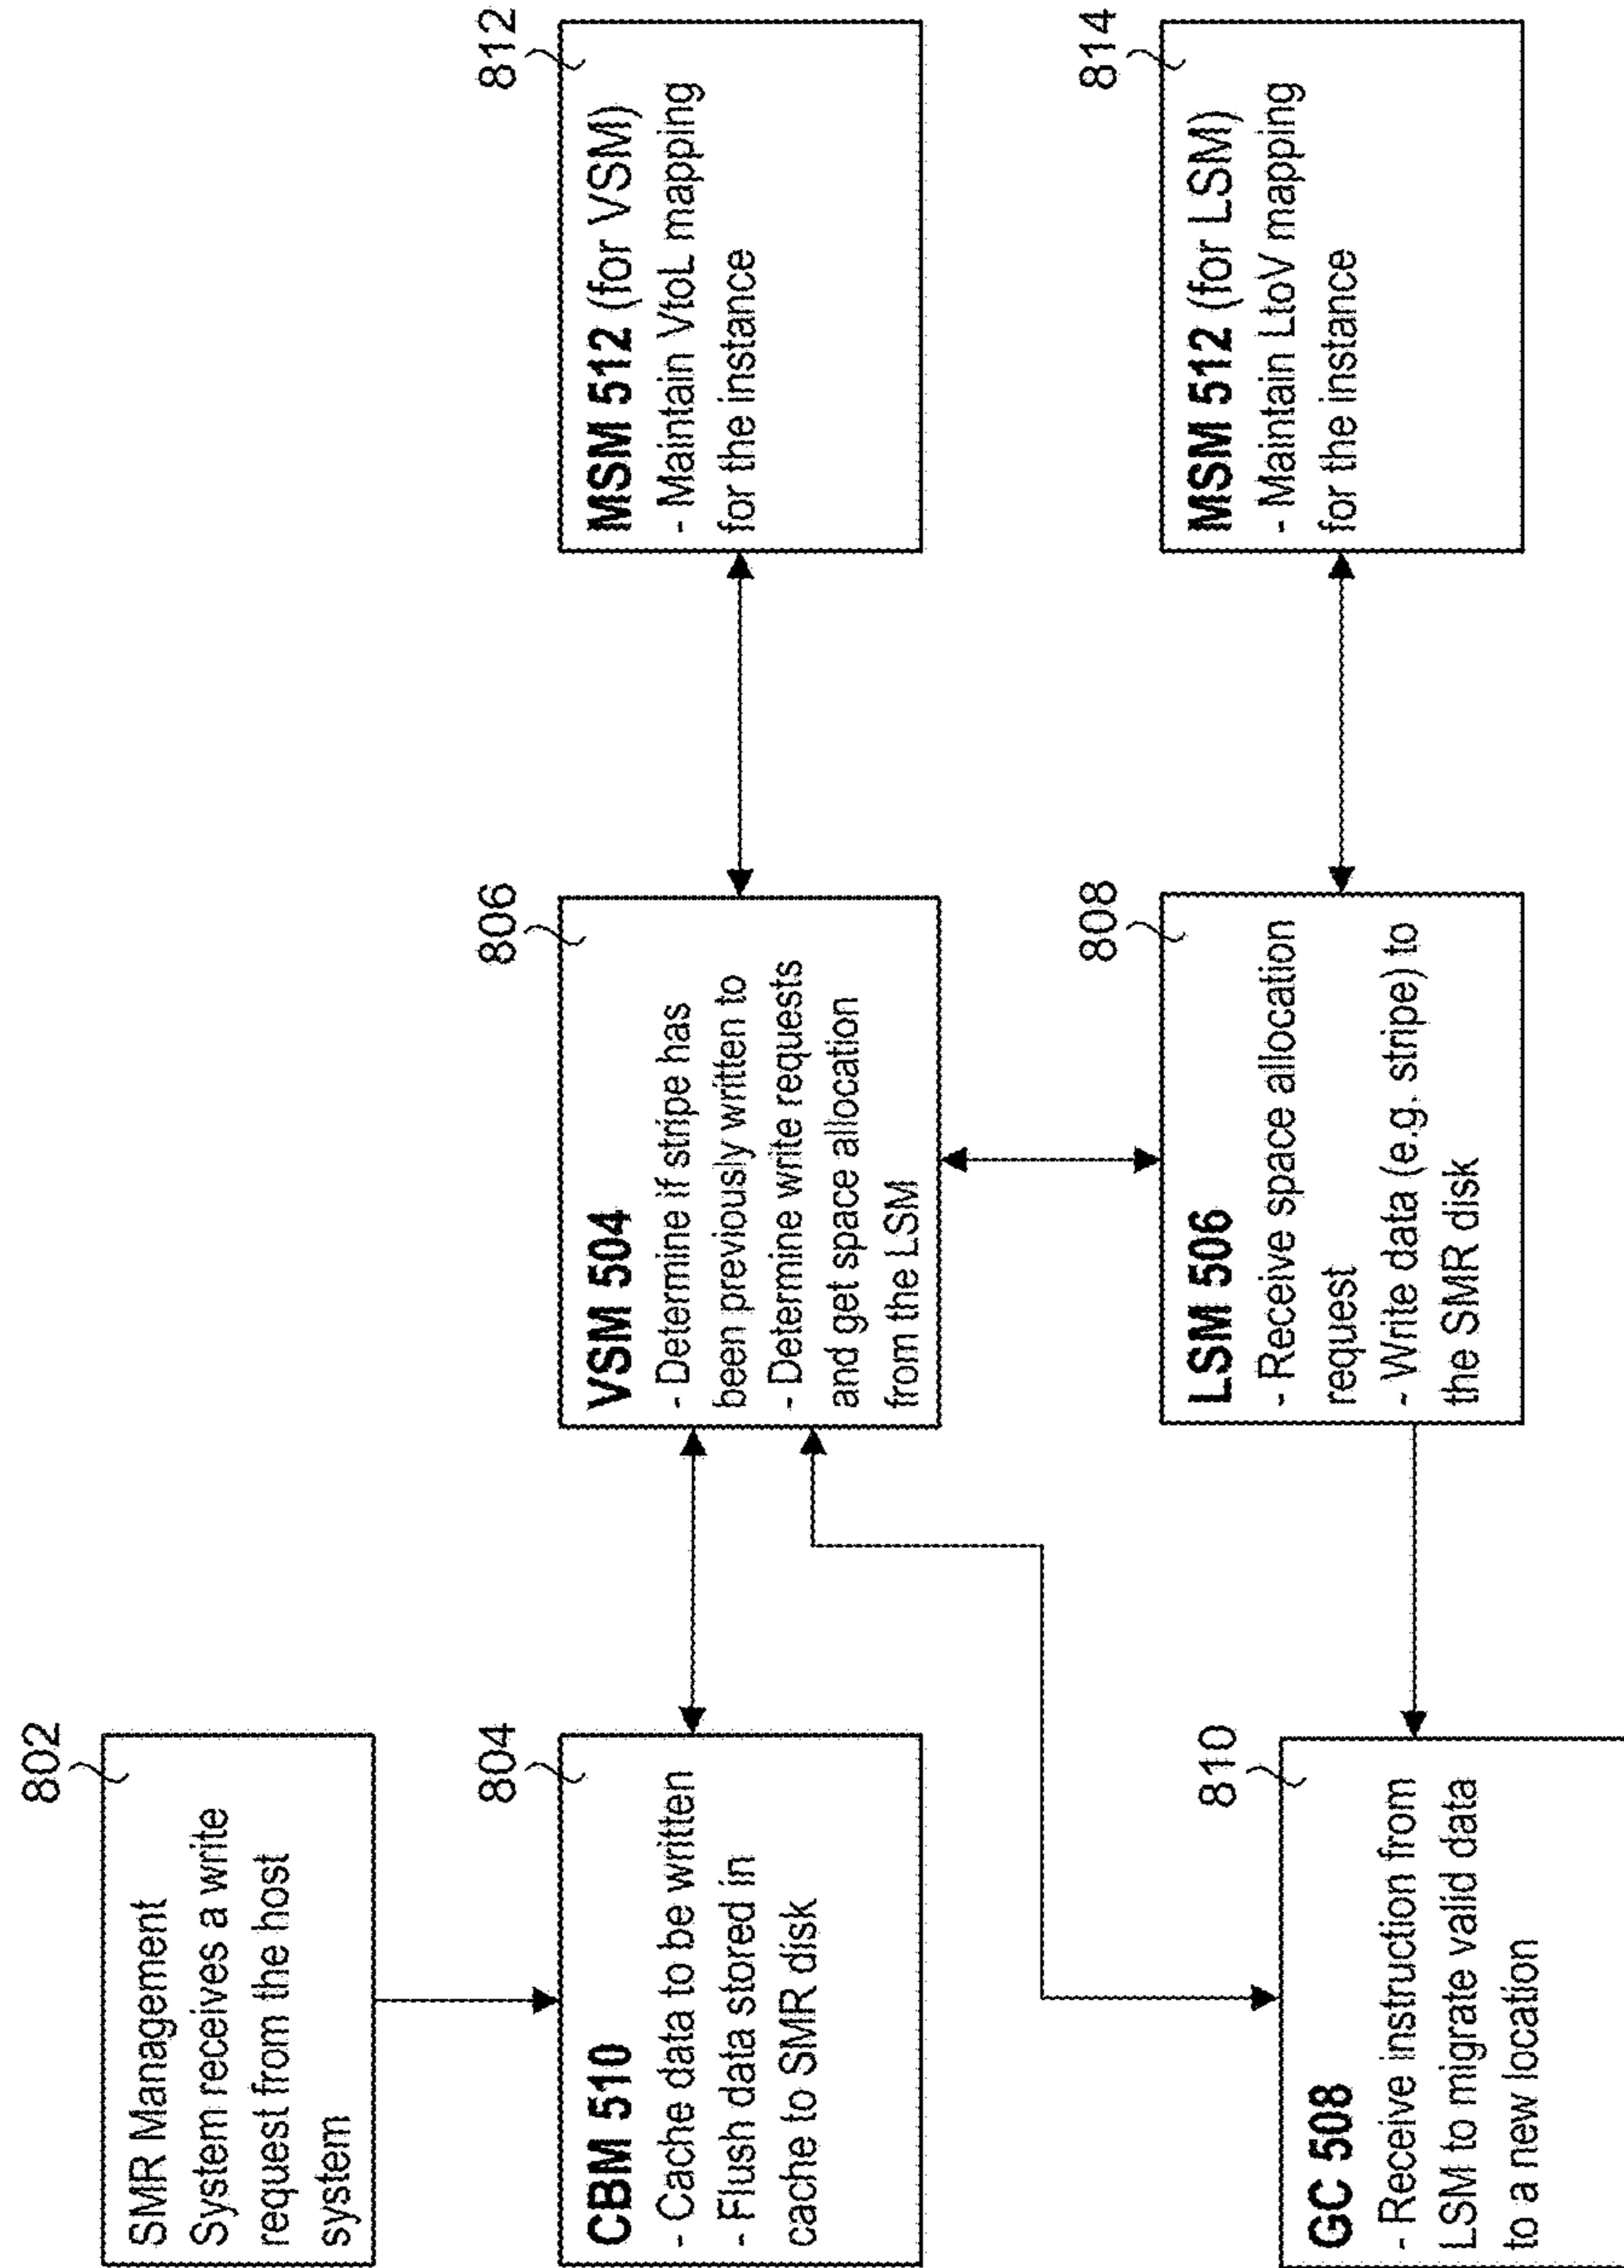 802
SMR Management
System receives a write
request from the host
system
804
CBM 510
- Cache data to be written
- Flush data stored in
cache to SMR disk
806
VSM 504
- Determine if stripe has
been previously written to
- Determine write requests
and get space allocation
from the LSM
812
MSM 512 (for VSM)
- Maintain VtoL mapping
for the instance
810
GC 508
- Receive instruction from
LSM to migrate valid data
to a new location
808
LSM 506
- Receive space allocation
request
- Write data (e.g. stripe) to
the SMR disk
814
MSM 512 (for LSM)
- Maintain LtoV mapping
for the instance